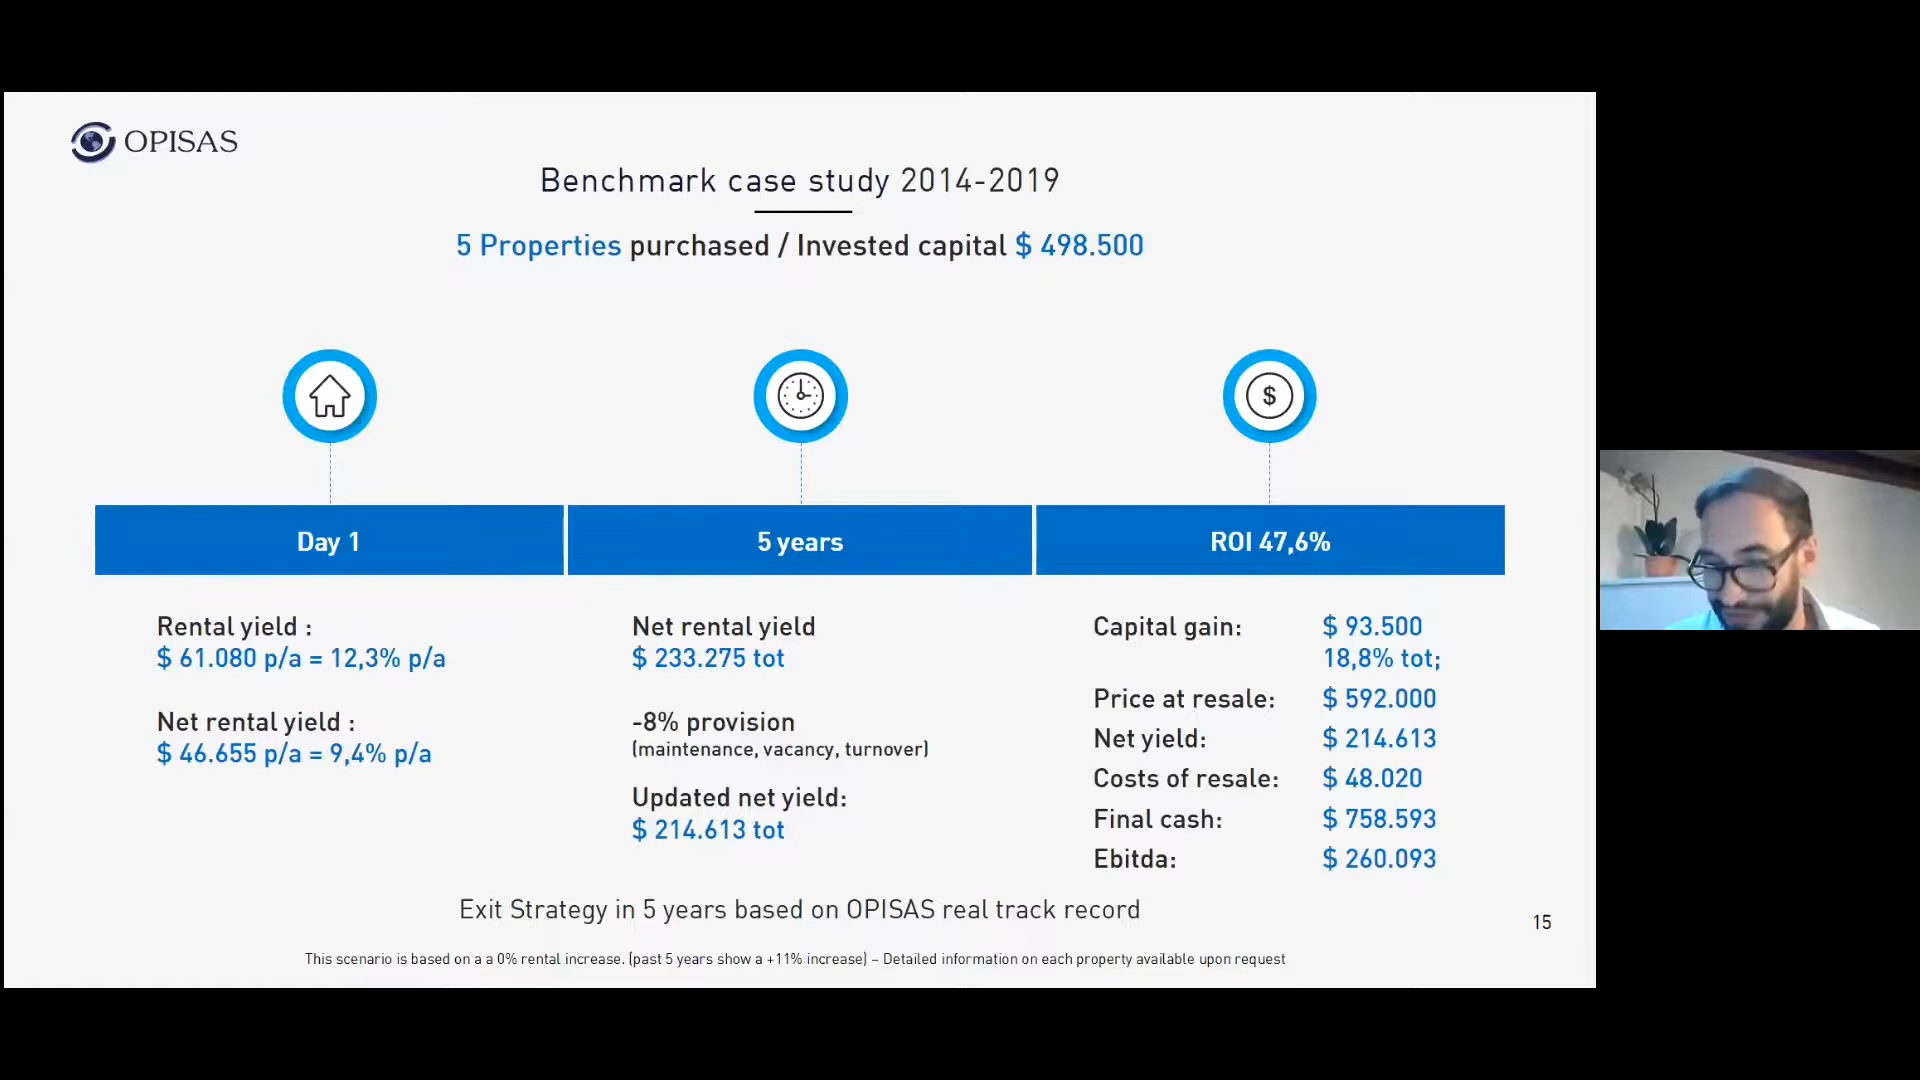 OPISAS
Benchmark case study 2014-2019
5 Properties purchased / Invested capital $ 498.500
$
Day 1
5 years
ROI 47,6%
Rental yield :
$ 61.080 p/a = 12,3% p/a
Net rental yield :
$ 46.655 p/a = 9,4% p/a
Net rental yield
$ 233.275 tot
-8% provision
(maintenance, vacancy, turnover)
Updated net yield:
$ 214.613 tot
Capital gain: $ 93.500
18,8% tot;
Price at resale: $ 592.000
Net yield: $ 214.613
Costs of resale: $ 48.020
Final cash: $ 758.593
Ebitda: $ 260.093
Exit Strategy in 5 years based on OPISAS real track record
15
This scenario is based on a a 0% rental increase. (past 5 years show a +11% increase) – Detailed information on each property available upon request